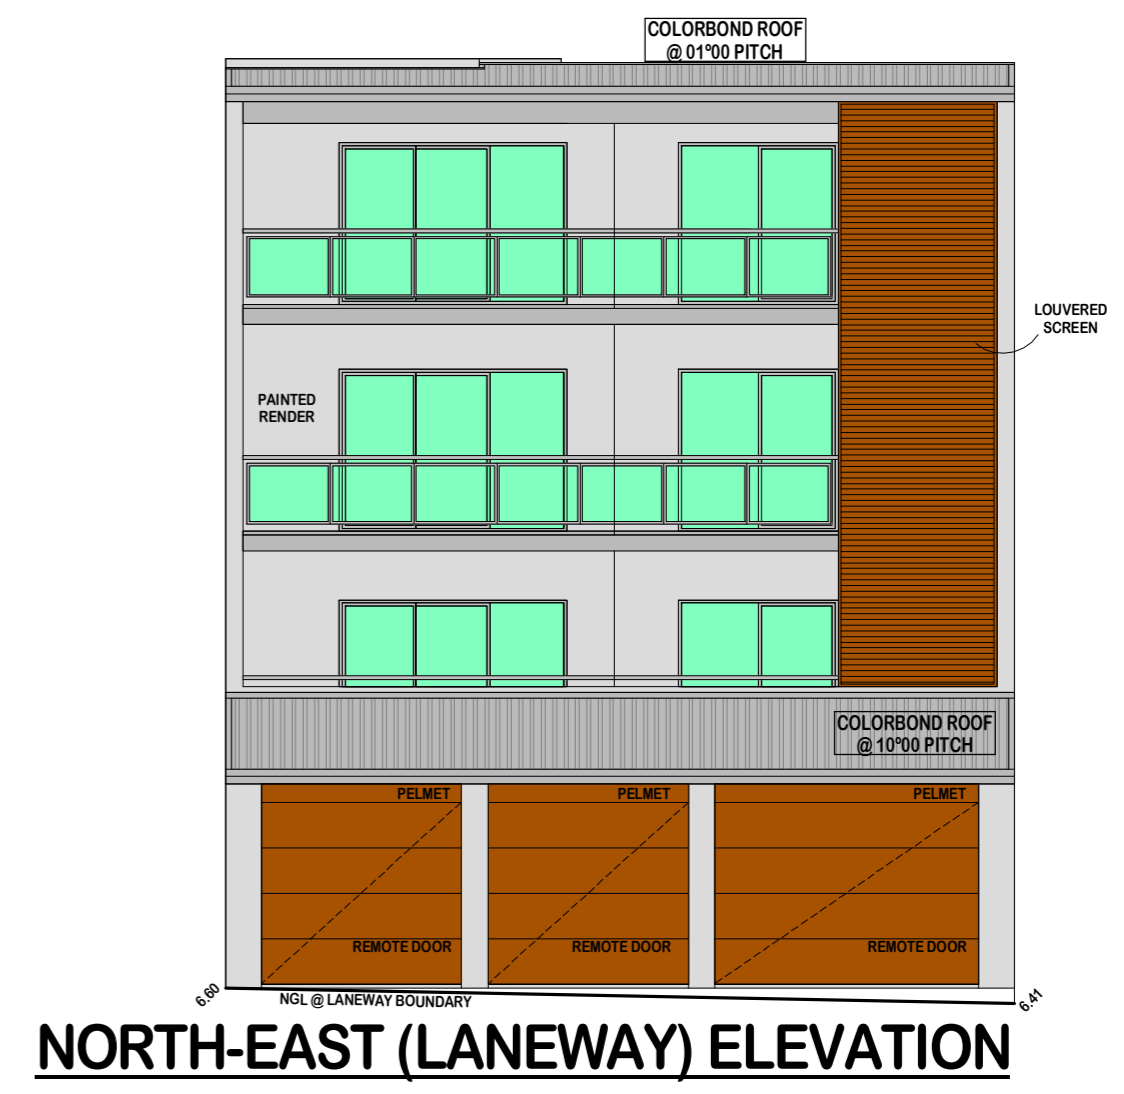 COLORBOND ROOF
@ 01º00 PITCH
LOUVERED
SCREEN
PAINTED
RENDER
COLORBOND ROOF
@ 10º00 PITCH
PELMET
PELMET
PELMET
REMOTE DOOR
REMOTE DOOR
REMOTE DOOR
6.60
NGL @ LANEWAY BOUNDARY
6.41
NORTH-EAST (LANEWAY) ELEVATION